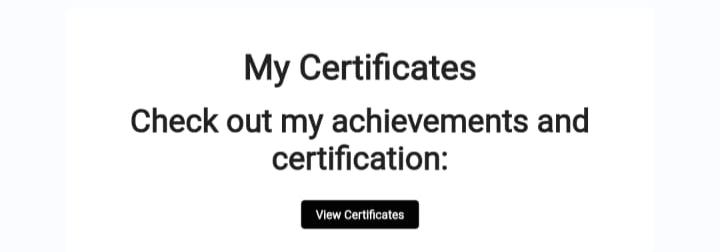 My Certificates
Check out my achievements and
certification:
View Certificates